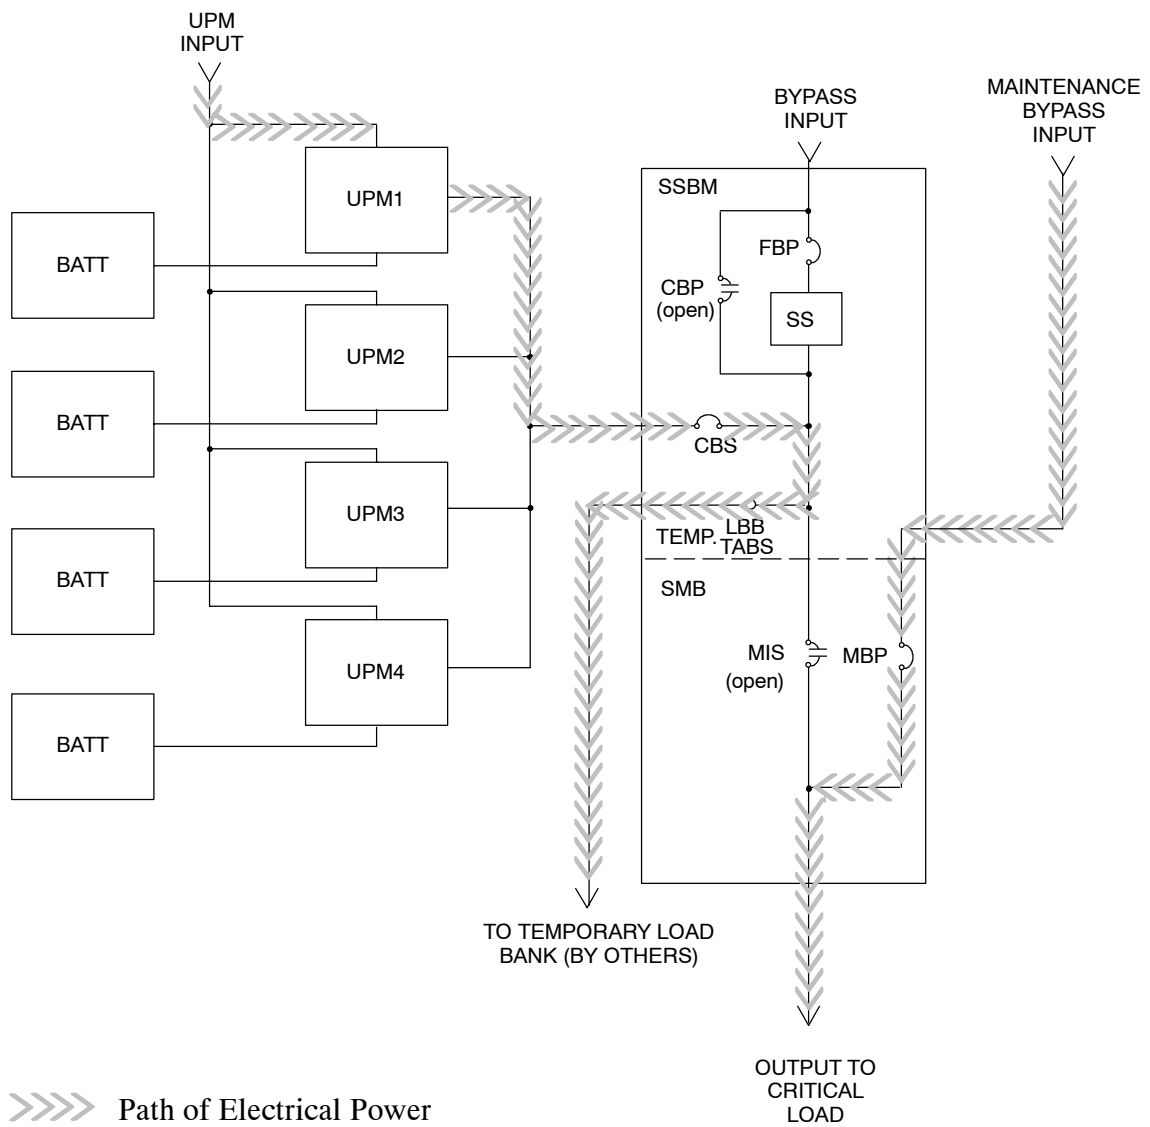 UPM
INPUT
BYPASS
INPUT
MAINTENANCE
BYPASS
INPUT
SSBM
UPM1
FBP
BATT
CBP
(open)
SS
UPM2
BATT
CBS
UPM3
LBB
TEMP.
TABS
BATT
SMB
MIS
(open)
MBP
UPM4
BATT
TO TEMPORARY LOAD
BANK (BY OTHERS)
OUTPUT TO
CRITICAL
LOAD
Path of Electrical Power